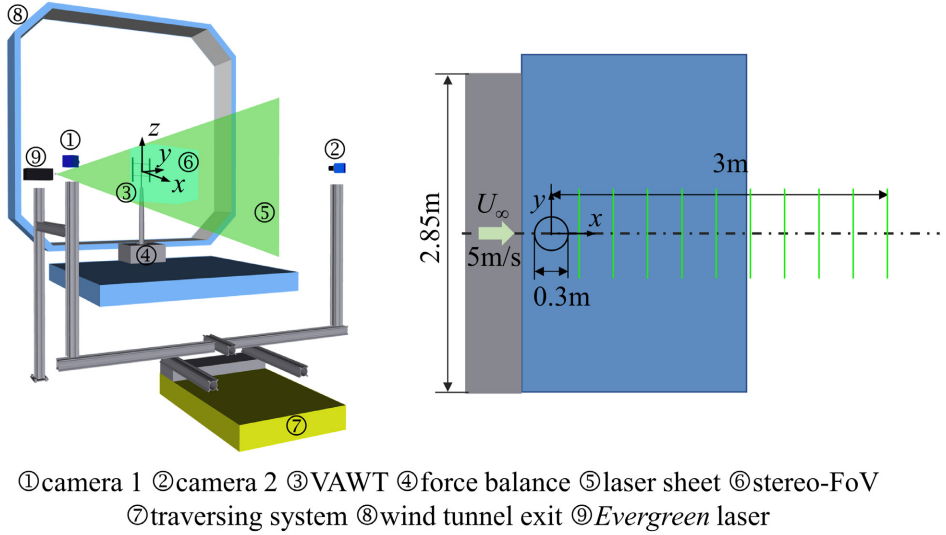 ⑧
①
⑨
z
y
⑥
x
③
②
⑤
④
⑦
2.85m
U∞
5m/s
y
x
0.3m
3m
①camera 1 ②camera 2 ③VAWT ④force balance ⑤laser sheet ⑥stereo-FoV
⑦traversing system ⑧wind tunnel exit ⑨Evergreen laser